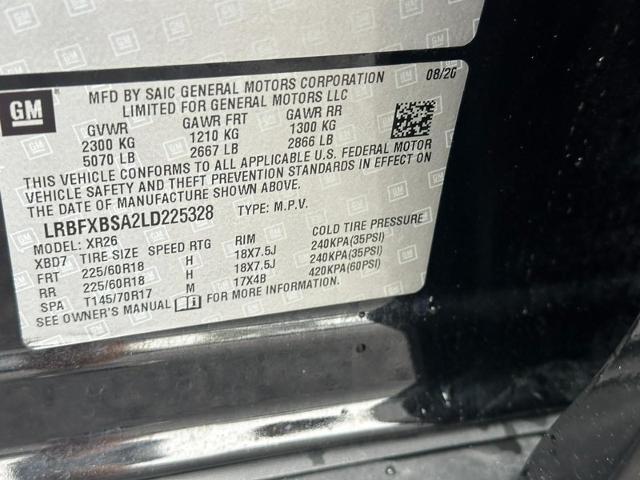 GM
MFD BY SAIC GENERAL MOTORS CORPORATION 08/20
LIMITED FOR GENERAL MOTORS LLC
GVWR GAWR FRT GAWR RR
2300 KG 1210 KG 1300 KG
5070 LB 2667 LB 2866 LB
THIS VEHICLE CONFORMS TO ALL APPLICABLE U.S. FEDERAL MOTOR
VEHICLE SAFETY AND THEFT PREVENTION STANDARDS IN EFFECT ON
THE DATE OF MANUFACTURE SHOWN ABOVE.
LRBFXBSA2LD225328 TYPE: M.P.V.
MODEL: XR26
XBD7 TIRE SIZE SPEED RTG RIM COLD TIRE PRESSURE
FRT 225/60R18 H 18X7.5J 240KPA(35PSI)
RR 225/60R18 H 18X7.5J 240KPA(35PSI)
SPA T145/70R17 M 17X4B 420KPA(60PSI)
SEE OWNER'S MANUAL FOR MORE INFORMATION.